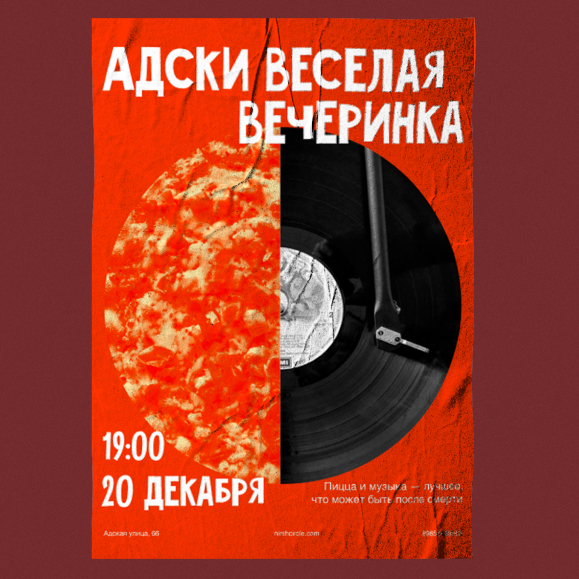 АДСКИ ВЕСЕЛАЯ
ВЕЧЕРИНКА
19:00
20 ДЕКАБРЯ
Пицца и музыка — лучшее,
что может быть после смерти
Адская улица, 66
ninthcircle.com